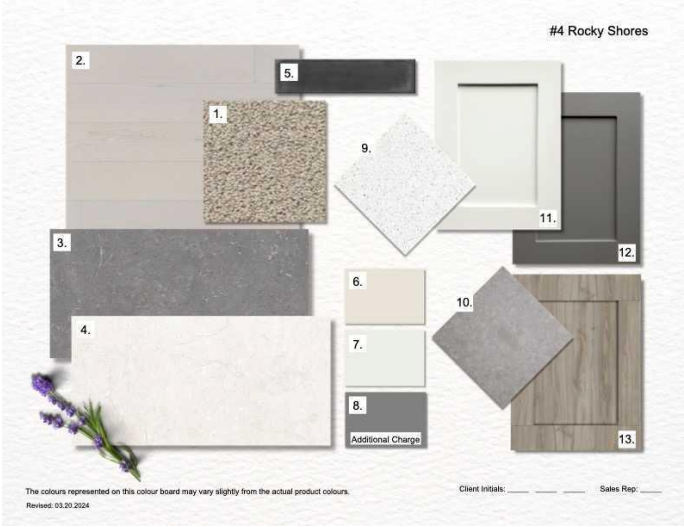 #4 Rocky Shores
2.
5.
1.
9.
11.
12.
3.
6.
10.
4.
7.
8.
Additional Charge
13.
The colours represented on this colour board may vary slightly from the actual product colours.
Client Initials: ____ ____ ____ Sales Rep: ____
Revised: 03.20.2024